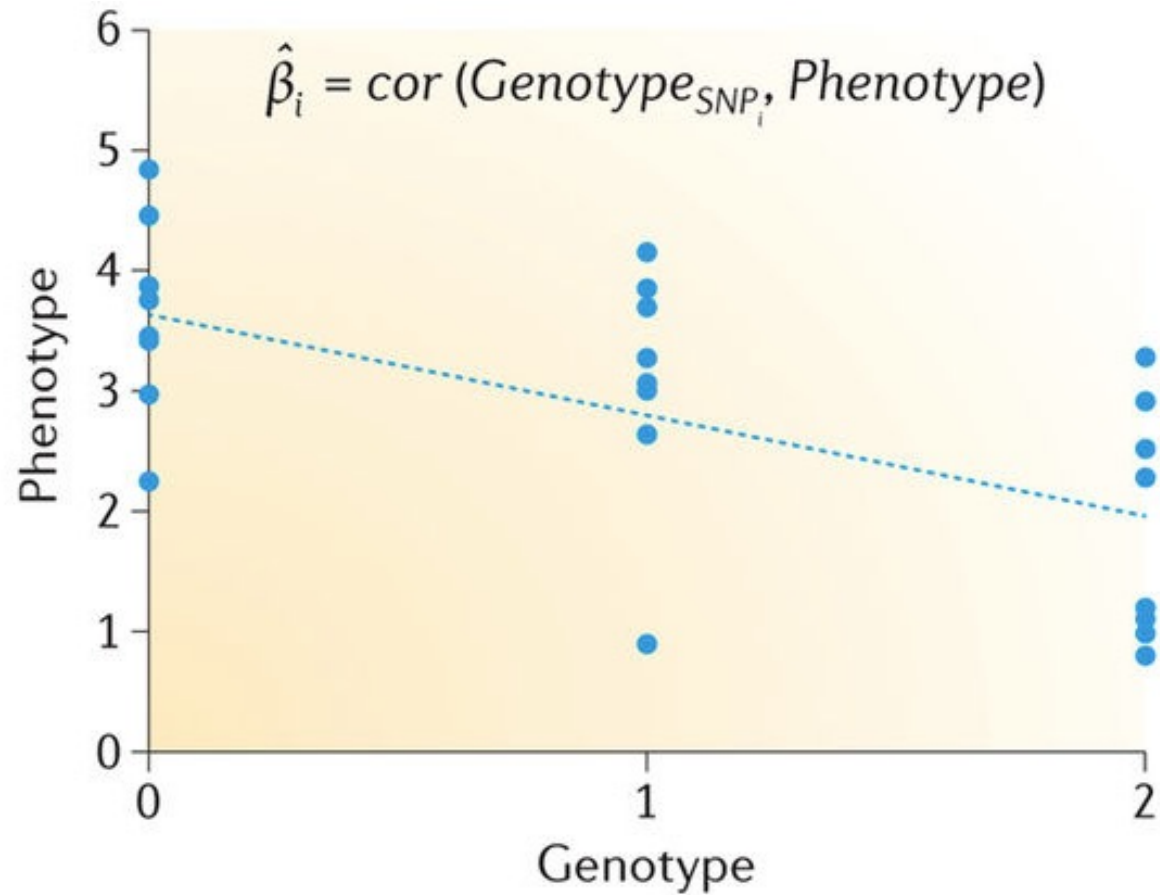 β̂ᵢ = cor (Genotype_SNPᵢ, Phenotype)
6
5
4
3
2
1
0
Phenotype
0 1 2
Genotype